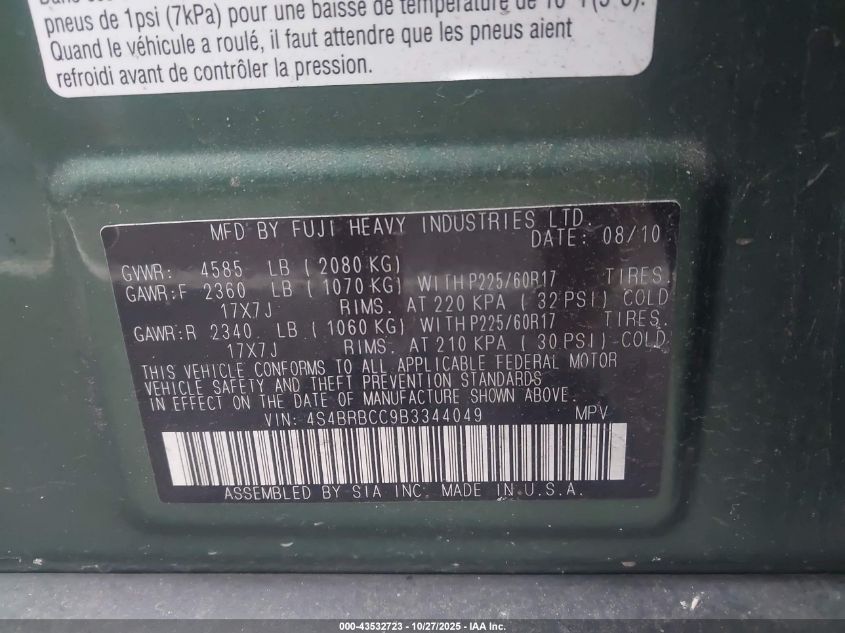 pneus de 1psi (7kPa) pour une baisse de température de 10
Quand le véhicule a roulé, il faut attendre que les pneus aient
refroidi avant de contrôler la pression.
MFD BY FUJI HEAVY INDUSTRIES LTD.
DATE: 08/10
GVWR: 4585 LB (2080 KG)
GAWR:F 2360 LB (1070 KG) WITH P225/60R17 TIRES.
17X7J RIMS. AT 220 KPA (32 PSI) COLD
GAWR:R 2340 LB (1060 KG) WITH P225/60R17 TIRES.
17X7J RIMS. AT 210 KPA (30 PSI) COLD
THIS VEHICLE CONFORMS TO ALL APPLICABLE FEDERAL MOTOR
VEHICLE SAFETY AND THEFT PREVENTION STANDARDS
IN EFFECT ON THE DATE OF MANUFACTURE SHOWN ABOVE.
VIN: 4S4BRBCC9B3344049 MPV
ASSEMBLED BY SIA INC. MADE IN U.S.A.
000-43532723 - 10/27/2025 - IAA Inc.